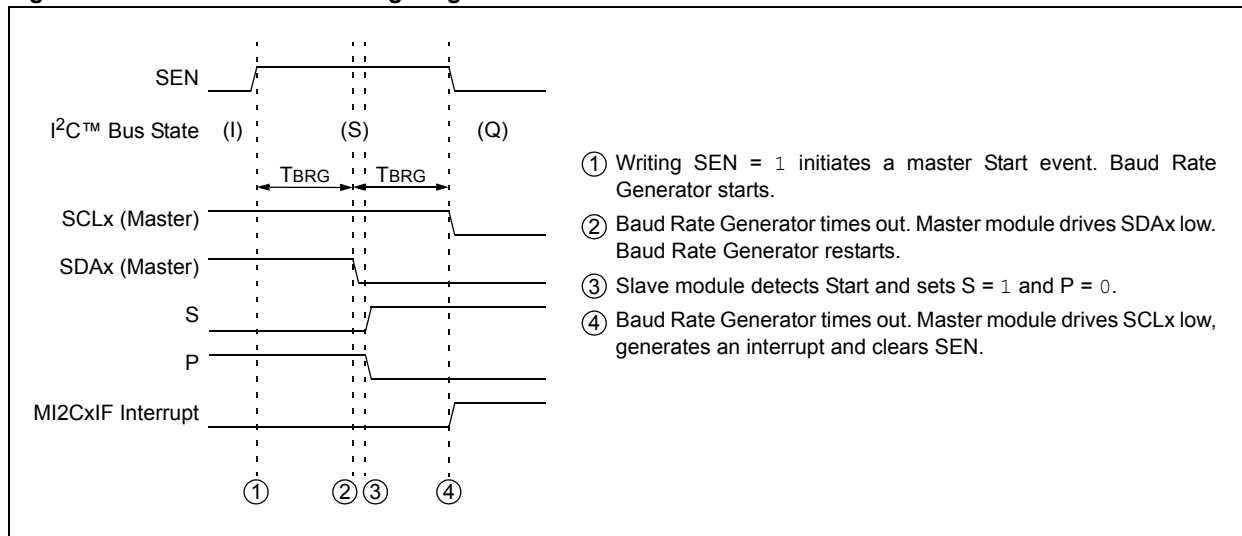 SEN
I2C™ Bus State (I) (S) (Q)
TBRG TBRG
SCLx (Master)
SDAx (Master)
S
P
MI2CxIF Interrupt
1 2 3 4
1 Writing SEN = 1 initiates a master Start event. Baud Rate
Generator starts.
2 Baud Rate Generator times out. Master module drives SDAx low.
Baud Rate Generator restarts.
3 Slave module detects Start and sets S = 1 and P = 0.
4 Baud Rate Generator times out. Master module drives SCLx low,
generates an interrupt and clears SEN.